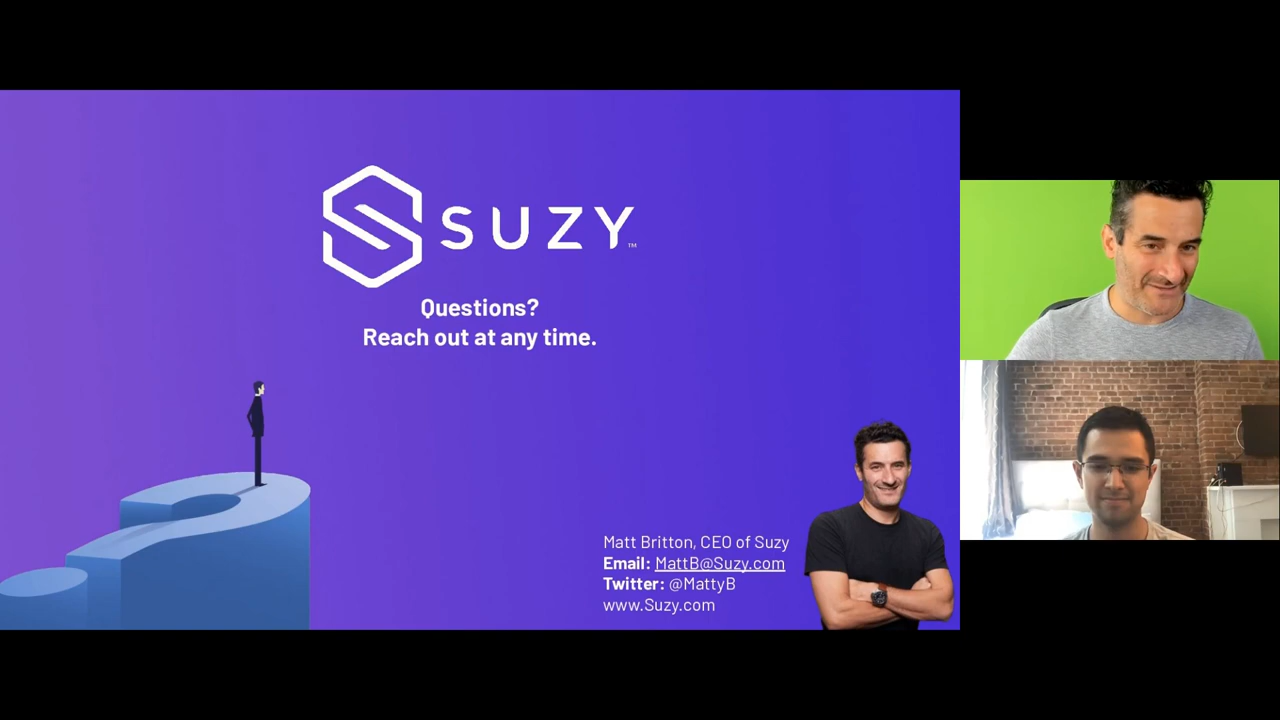 SUZY™
Questions?
Reach out at any time.
Matt Britton, CEO of Suzy
Email: MattB@Suzy.com
Twitter: @MattyB
www.Suzy.com